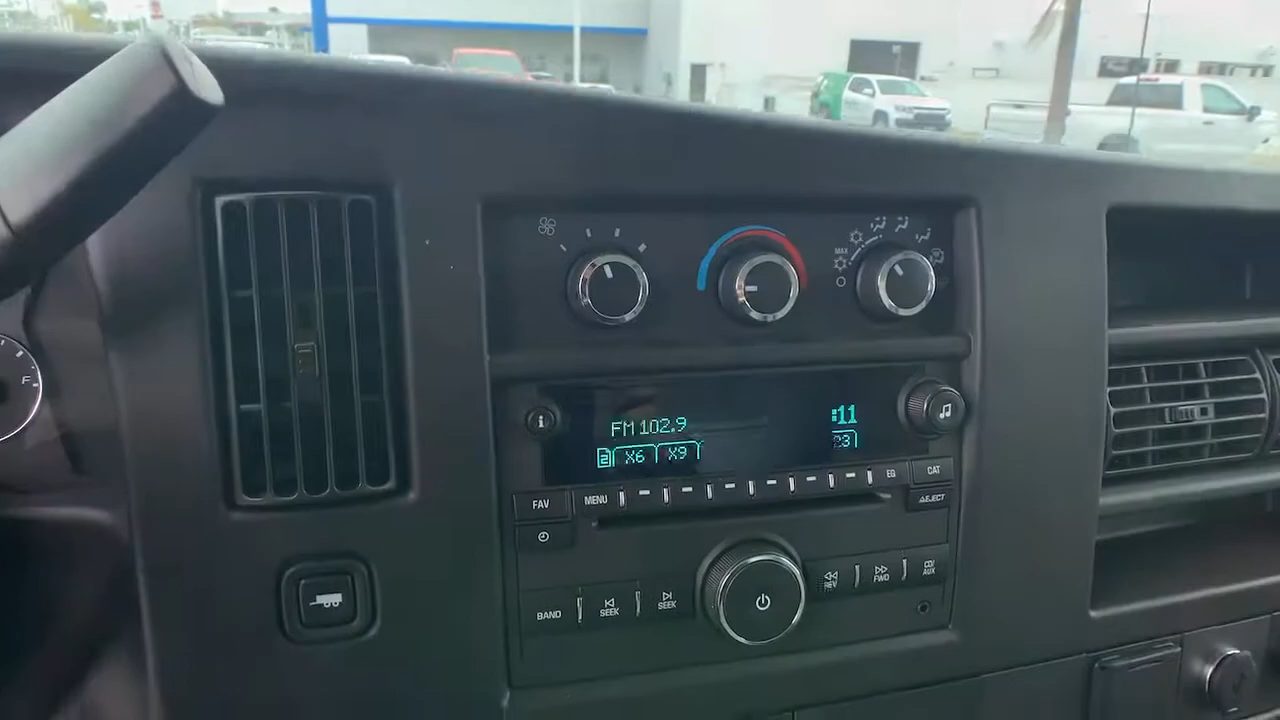 F
MAX
FM 102.9
:11
2 X6 X9
FAV
MENU
EQ
CAT
EJECT
BAND
SEEK
SEEK
REV
FWD
CD/
AUX